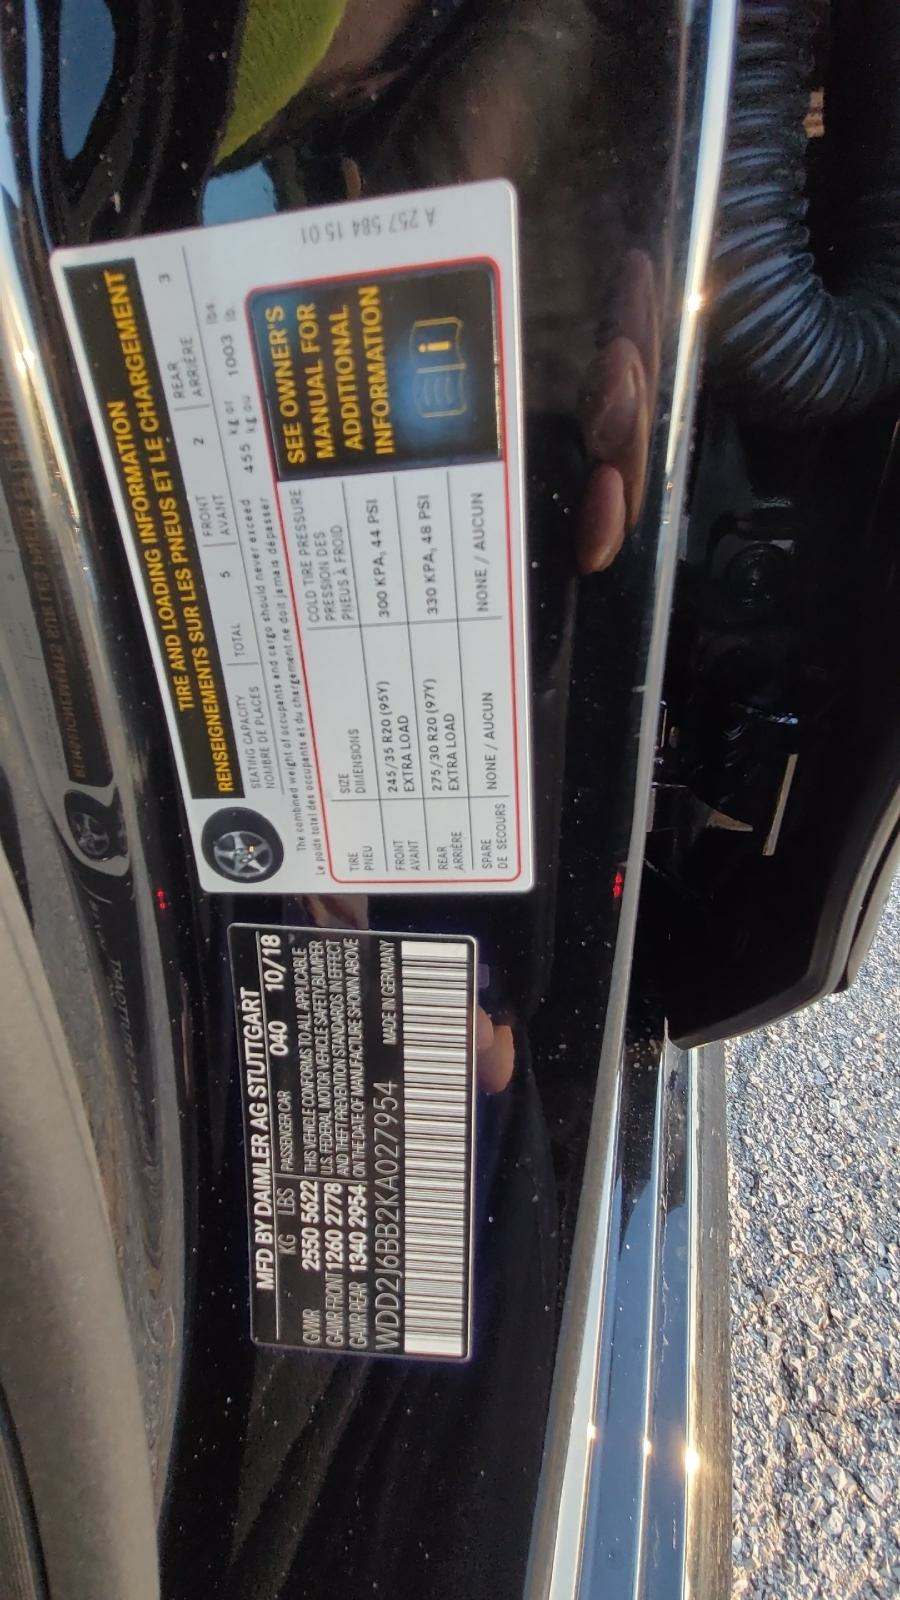 TIRE AND LOADING INFORMATION
RENSEIGNEMENTS SUR LES PNEUS ET LE CHARGEMENT
SEATING CAPACITY
NOMBRE DE PLACES
TOTAL 5
FRONT
AVANT 2
REAR
ARRIÈRE 3
The combined weight of occupants and cargo should never exceed 455 kg or 1003 lbs.
Le poids total des occupants et du chargement ne doit jamais dépasser kg ou lb.
TIRE
PNEU
SIZE
DIMENSIONS
COLD TIRE PRESSURE
PRESSION DES
PNEUS À FROID
FRONT
AVANT
245/35 R20 (95Y)
EXTRA LOAD
300 KPA, 44 PSI
REAR
ARRIÈRE
275/30 R20 (97Y)
EXTRA LOAD
330 KPA, 48 PSI
SPARE
DE SECOURS
NONE / AUCUN
NONE / AUCUN
SEE OWNER'S
MANUAL FOR
ADDITIONAL
INFORMATION
i
A 257 584 15 01
MFD BY DAIMLER AG STUTTGART
KG LBS PASSENGER CAR 040 10/18
GVWR 2550 5622 THIS VEHICLE CONFORMS TO ALL APPLICABLE
GAWR FRONT 1260 2778 U.S. FEDERAL MOTOR VEHICLE SAFETY, BUMPER
AND THEFT PREVENTION STANDARDS IN EFFECT
GAWR REAR 1340 2954 ON THE DATE OF MANUFACTURE SHOWN ABOVE
WDD2J6BB2KA027954 MADE IN GERMANY